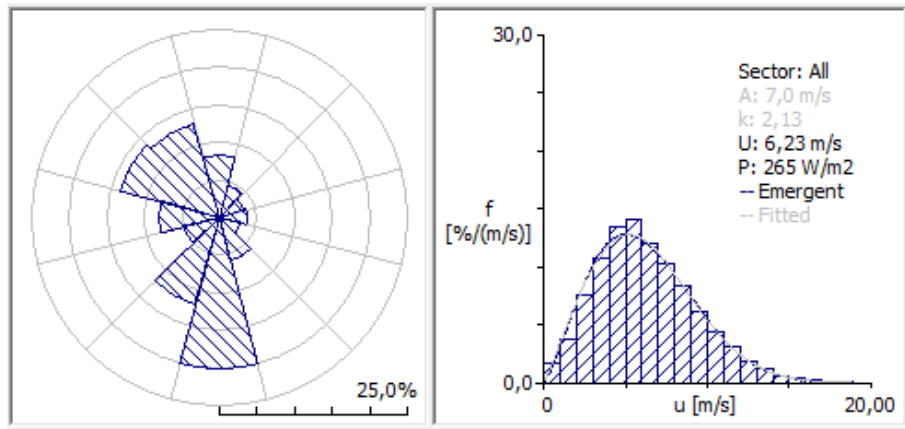 25,0%
30,0
Sector: All
A: 7,0 m/s
k: 2,13
U: 6,23 m/s
P: 265 W/m2
-- Emergent
-- Fitted
f
[%/(m/s)]
0,0
0
u [m/s]
20,00